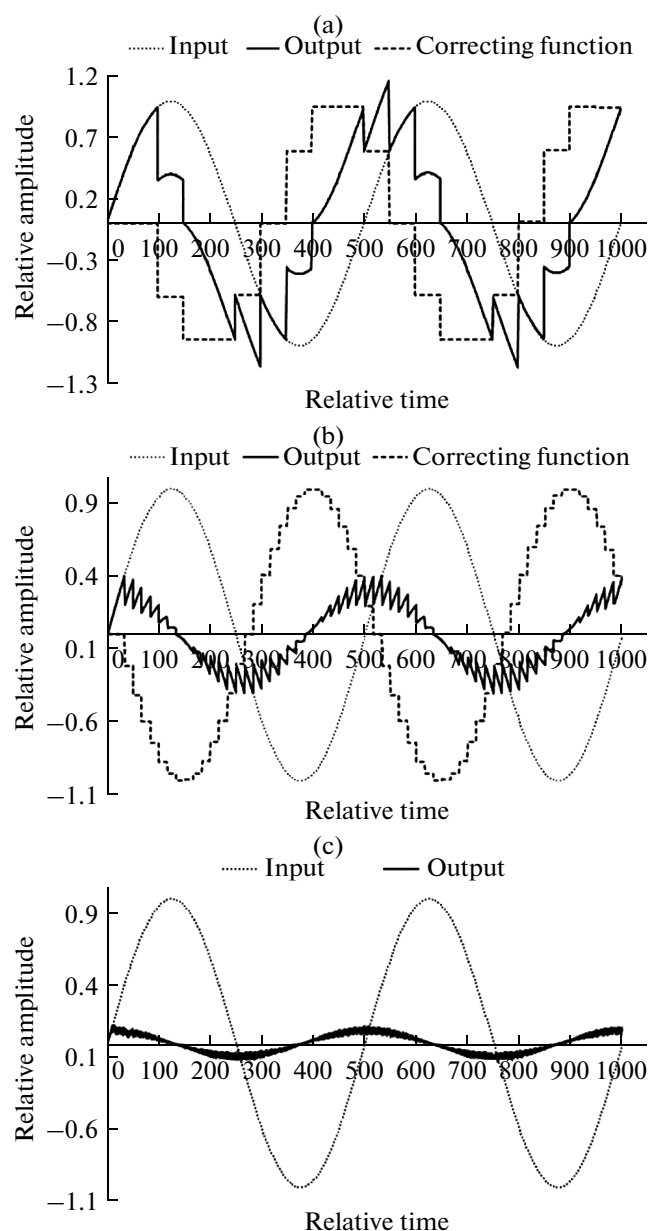 (a)
Input Output Correcting function
1.2
0.7
0.2
−0.3
−0.8
−1.3
Relative amplitude
0 100 200 300 400 500 600 700 800 900 1000
Relative time
(b)
Input Output Correcting function
0.9
0.4
0.1
−0.6
−1.1
Relative amplitude
0 100 200 300 400 500 600 700 800 900 1000
Relative time
(c)
Input Output
0.9
0.4
0.1
−0.6
−1.1
Relative amplitude
0 100 200 300 400 500 600 700 800 900 1000
Relative time